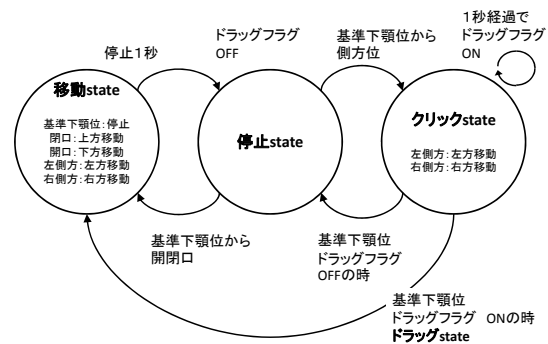 停止1秒
ドラッグフラグ
OFF
基準下顎位から
側方位
1秒経過で
ドラッグフラグ
ON
移動state
基準下顎位:停止
閉口:上方移動
開口:下方移動
左側方:左方移動
右側方:右方移動
停止state
クリックstate
左側方:左方移動
右側方:右方移動
基準下顎位から
開閉口
基準下顎位
ドラッグフラグ
OFFの時
基準下顎位
ドラッグフラグ ONの時
ドラッグstate